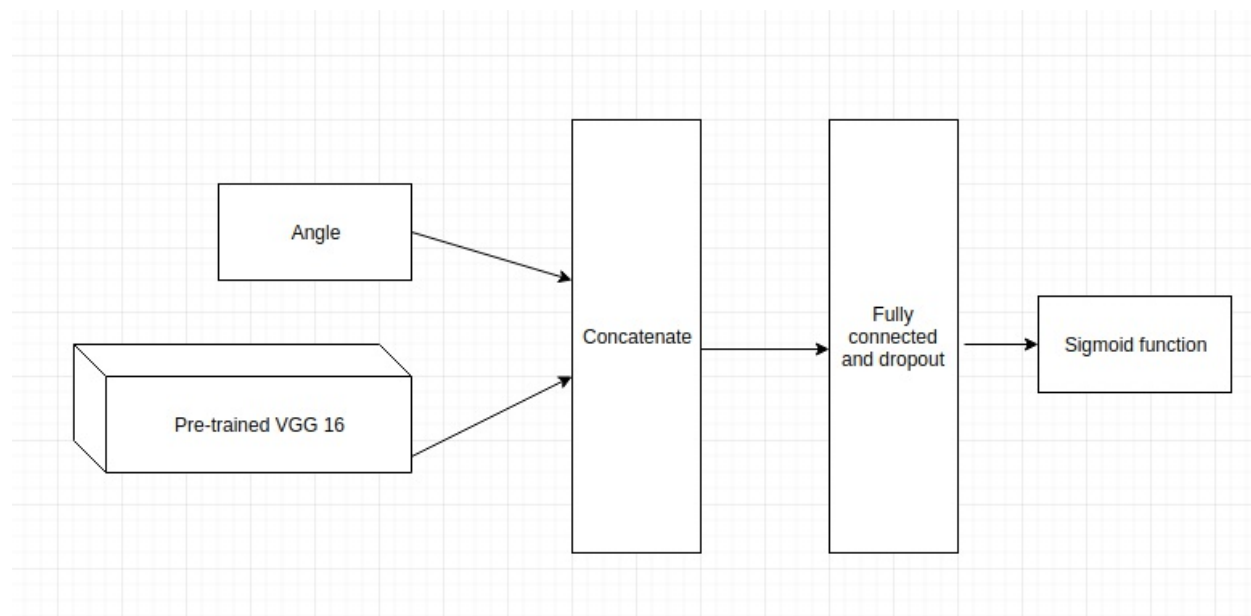 Angle
Pre-trained VGG 16
Concatenate
Fully
connected
and dropout
Sigmoid function